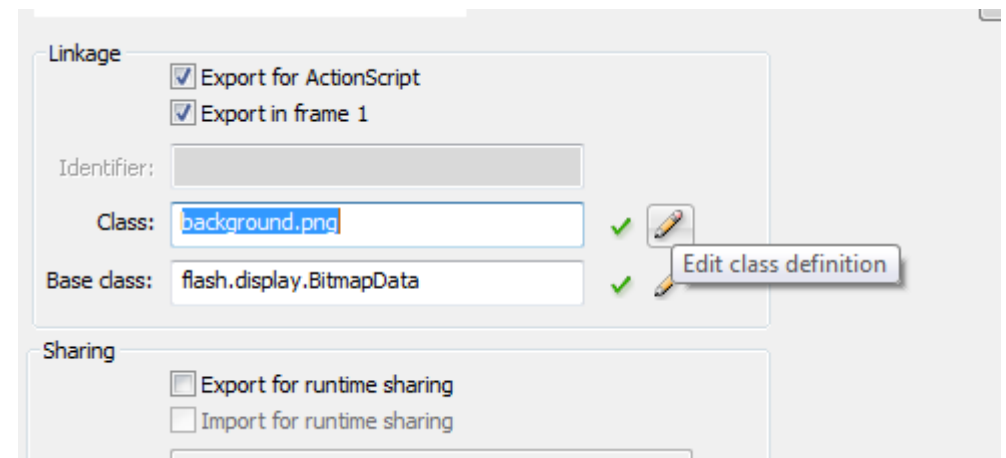 Linkage
Export for ActionScript
Export in frame 1
Identifier:
Class: background.png
Edit class definition
Base class: flash.display.BitmapData
Sharing
Export for runtime sharing
Import for runtime sharing